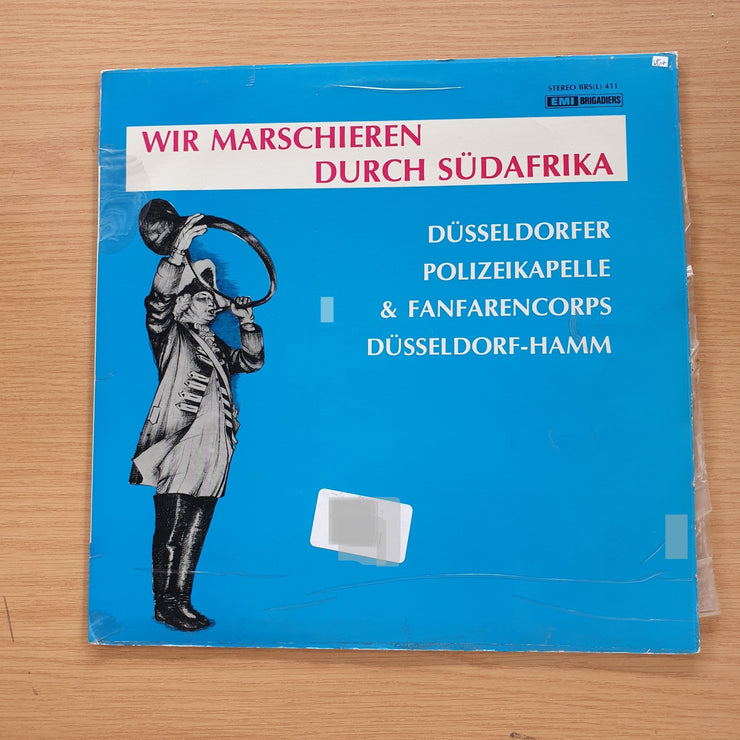 STEREO BRS(L) 411
EMI BRIGADIERS
WIR MARSCHIEREN
DURCH SÜDAFRIKA
DÜSSELDORFER
POLIZEIKAPELLE
& FANFARENCORPS
DÜSSELDORF-HAMM